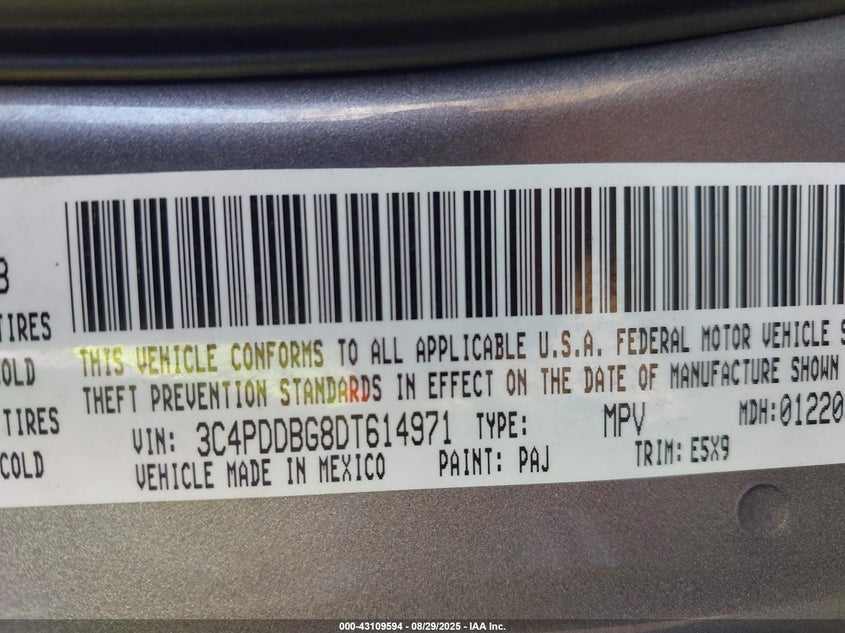 B
TIRES
COLD
TIRES
COLD
THIS VEHICLE CONFORMS TO ALL APPLICABLE U.S.A. FEDERAL MOTOR VEHICLE S
THEFT PREVENTION STANDARDS IN EFFECT ON THE DATE OF MANUFACTURE SHOWN
VIN: 3C4PDDBG8DT614971 TYPE: MPV MDH:01220
VEHICLE MADE IN MEXICO PAINT: PAJ TRIM: E5X9
000-43109594 - 08/29/2025 - IAA Inc.